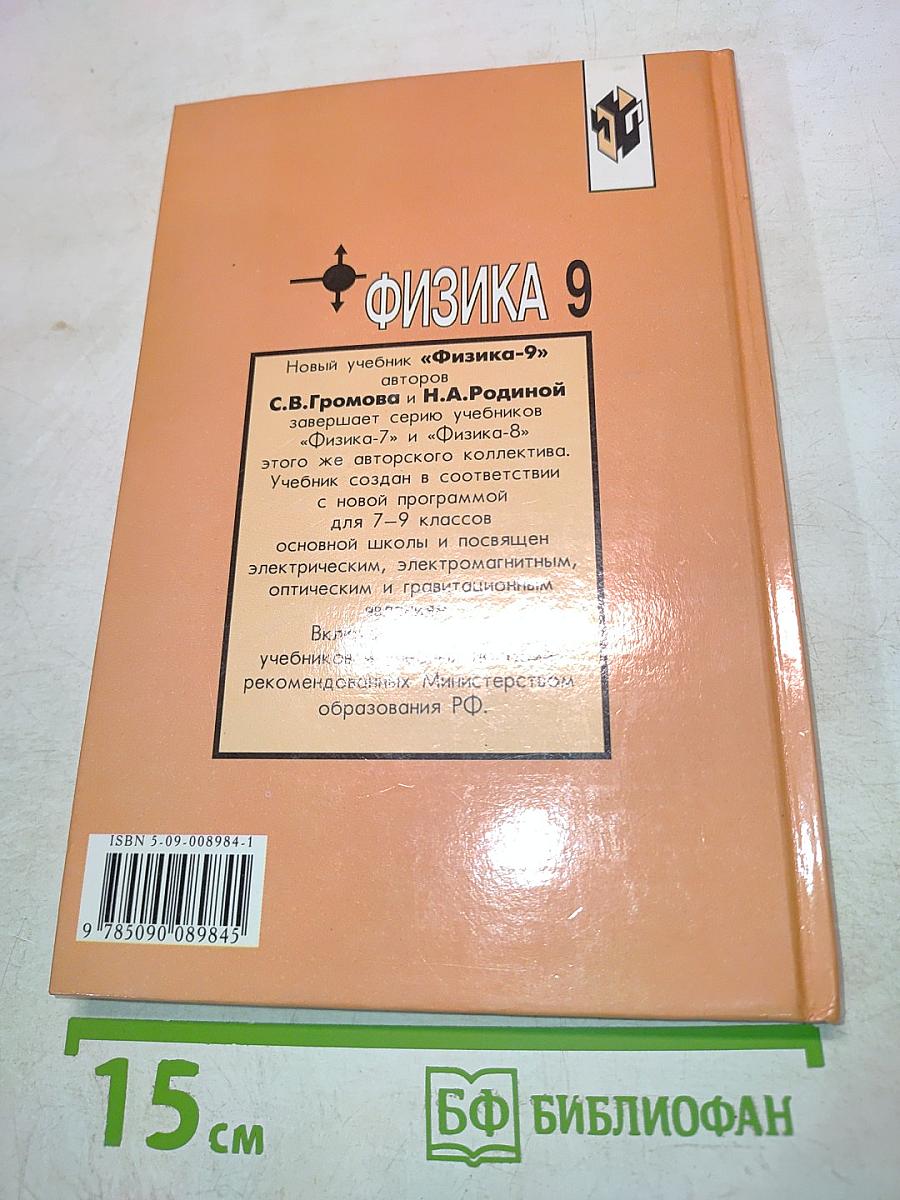 ФИЗИКА 9
Новый учебник «Физика-9»
авторов
С.В.Громова и Н.А.Родиной
завершает серию учебников
«Физика-7» и «Физика-8»
этого же авторского коллектива.
Учебник создан в соответствии
с новой программой
для 7—9 классов
основной школы и посвящен
электрическим, электромагнитным,
оптическим и гравитационным
явлениям
учебников
рекомендованных Министерством
образования РФ.
ISBN 5-09-008984-1
9 785090 089845
15 см
БФ БИБЛИОФАН